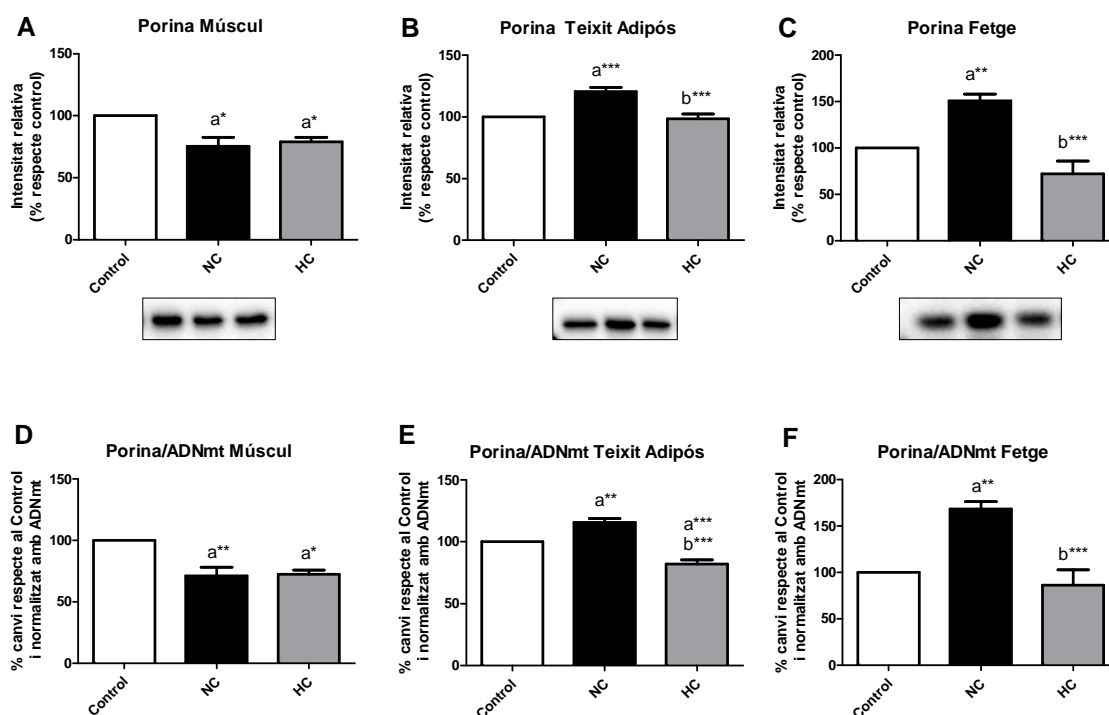 A
Porina Múscul
Intensitat relativa
(% respecte control)
150
100
50
0
a*
a*
Control
NC
HC
B
Porina Teixit Adipós
Intensitat relativa
(% respecte control)
150
100
50
0
a***
b***
Control
NC
HC
C
Porina Fetge
Intensitat relativa
(% respecte control)
200
150
100
50
0
a**
b***
Control
NC
HC
D
Porina/ADNmt Múscul
% canvi respecte al Control
i normalitzat amb ADNmt
150
100
50
0
a**
a*
Control
NC
HC
E
Porina/ADNmt Teixit Adipós
% canvi respecte al Control
i normalitzat amb ADNmt
150
100
50
0
a**
a***
b***
Control
NC
HC
F
Porina/ADNmt Fetge
% canvi respecte al Control
i normalitzat amb ADNmt
200
150
100
50
0
a**
b***
Control
NC
HC